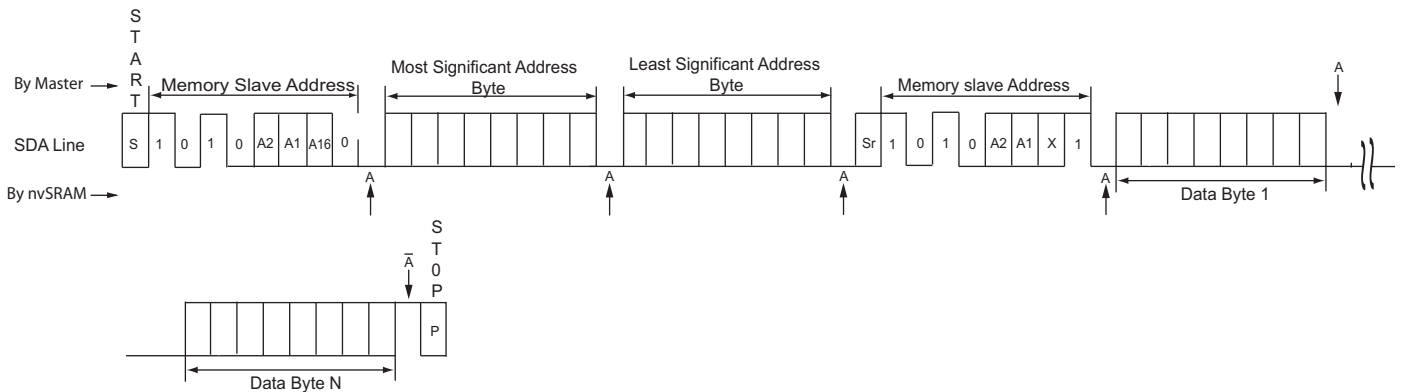 START
By Master
Memory Slave Address
Most Significant Address
Byte
Least Significant Address
Byte
Memory slave Address
A
SDA Line
S 1 0 1 0 A2 A1 A16 0
Sr 1 0 1 0 A2 A1 X 1
By nvSRAM
A
A
A
A
Data Byte 1
ST0P
A̅
P
Data Byte N